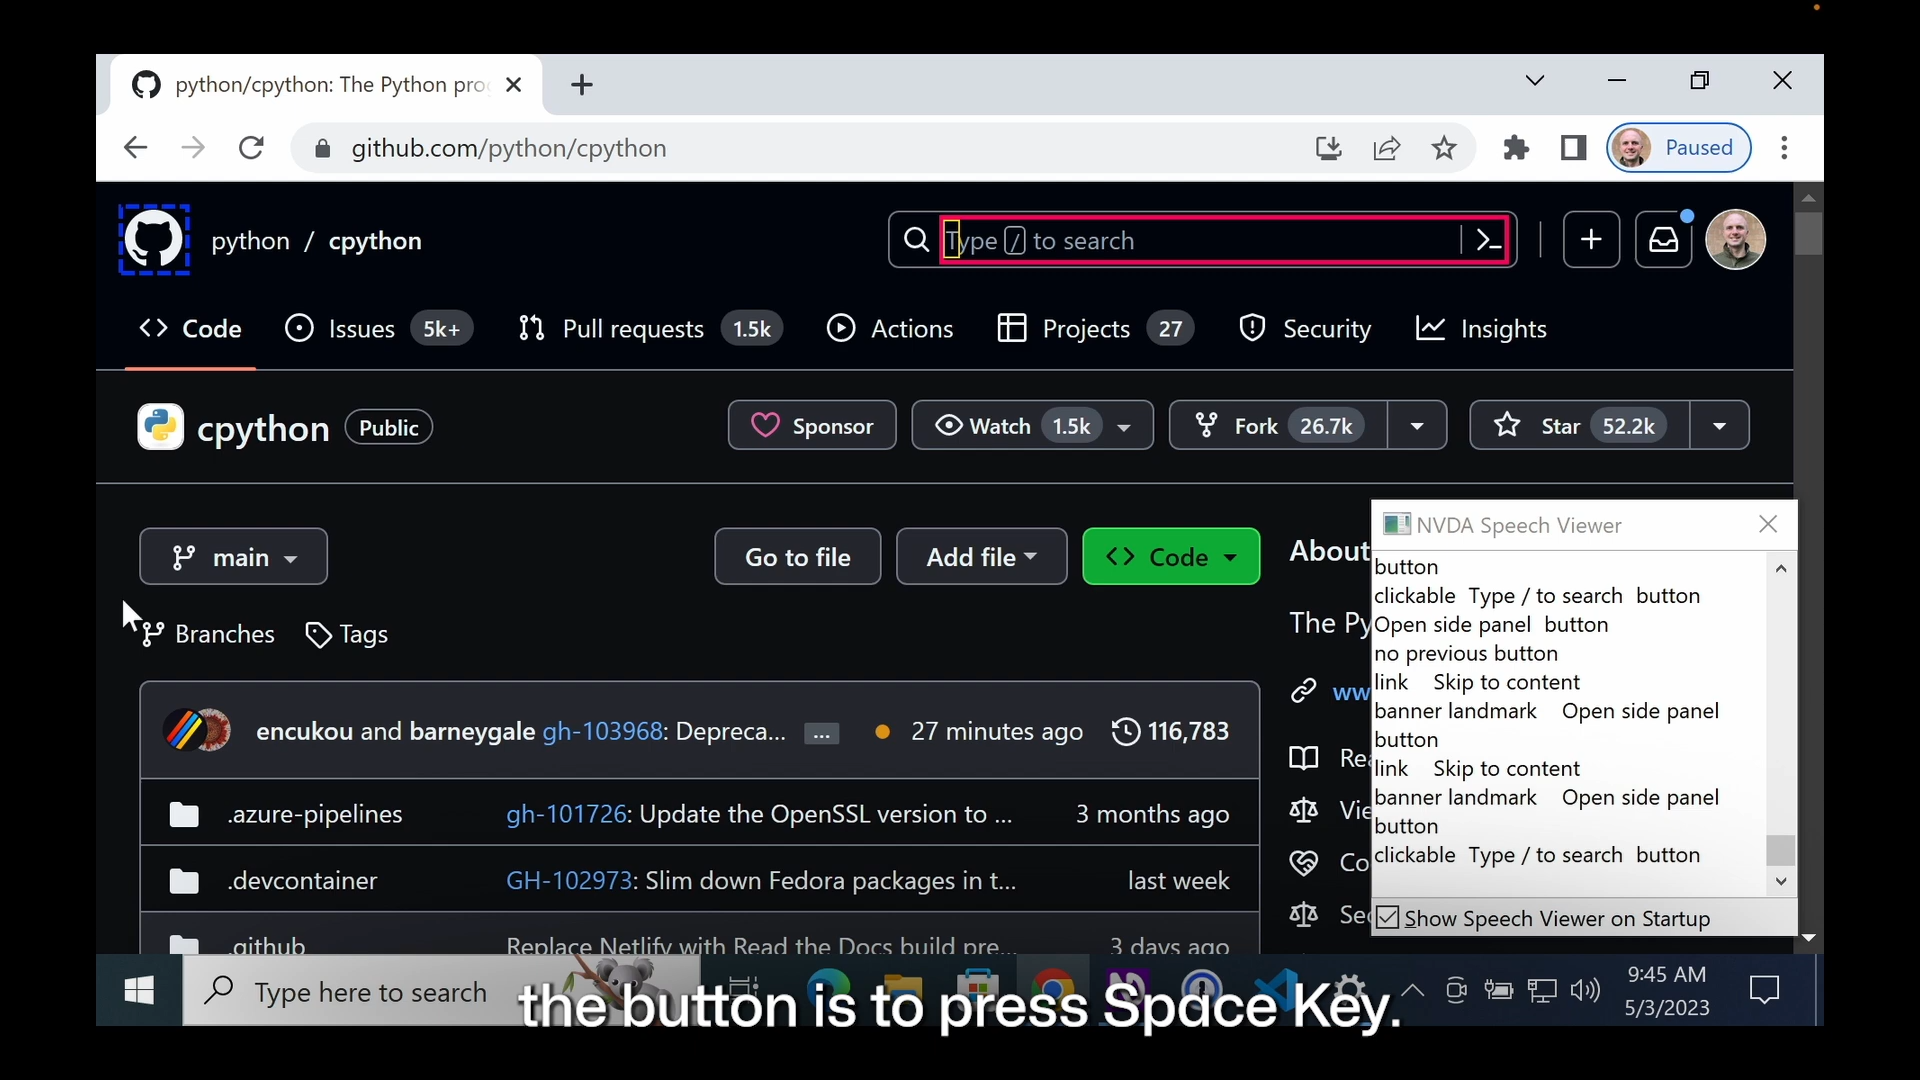 python/cpython: The Python pro
github.com/python/cpython
Paused
python / cpython
Type / to search
Code
Issues 5k+
Pull requests 1.5k
Actions
Projects 27
Security
Insights
cpython Public
Sponsor
Watch 1.5k
Fork 26.7k
Star 52.2k
main
Go to file
Add file
Code
Branches
Tags
encukou and barneygale gh-103968: Depreca... ... 27 minutes ago 116,783
.azure-pipelines gh-101726: Update the OpenSSL version to ... 3 months ago
.devcontainer GH-102973: Slim down Fedora packages in t... last week
.github Replace Netlify with Read the Docs build pre... 3 days ago
About
The Py
ww
Rea
Vie
Co
Sec
NVDA Speech Viewer
button
clickable Type / to search button
Open side panel button
no previous button
link Skip to content
banner landmark Open side panel
button
link Skip to content
banner landmark Open side panel
button
clickable Type / to search button
Show Speech Viewer on Startup
Type here to search
9:45 AM
5/3/2023
the button is to press Space Key.